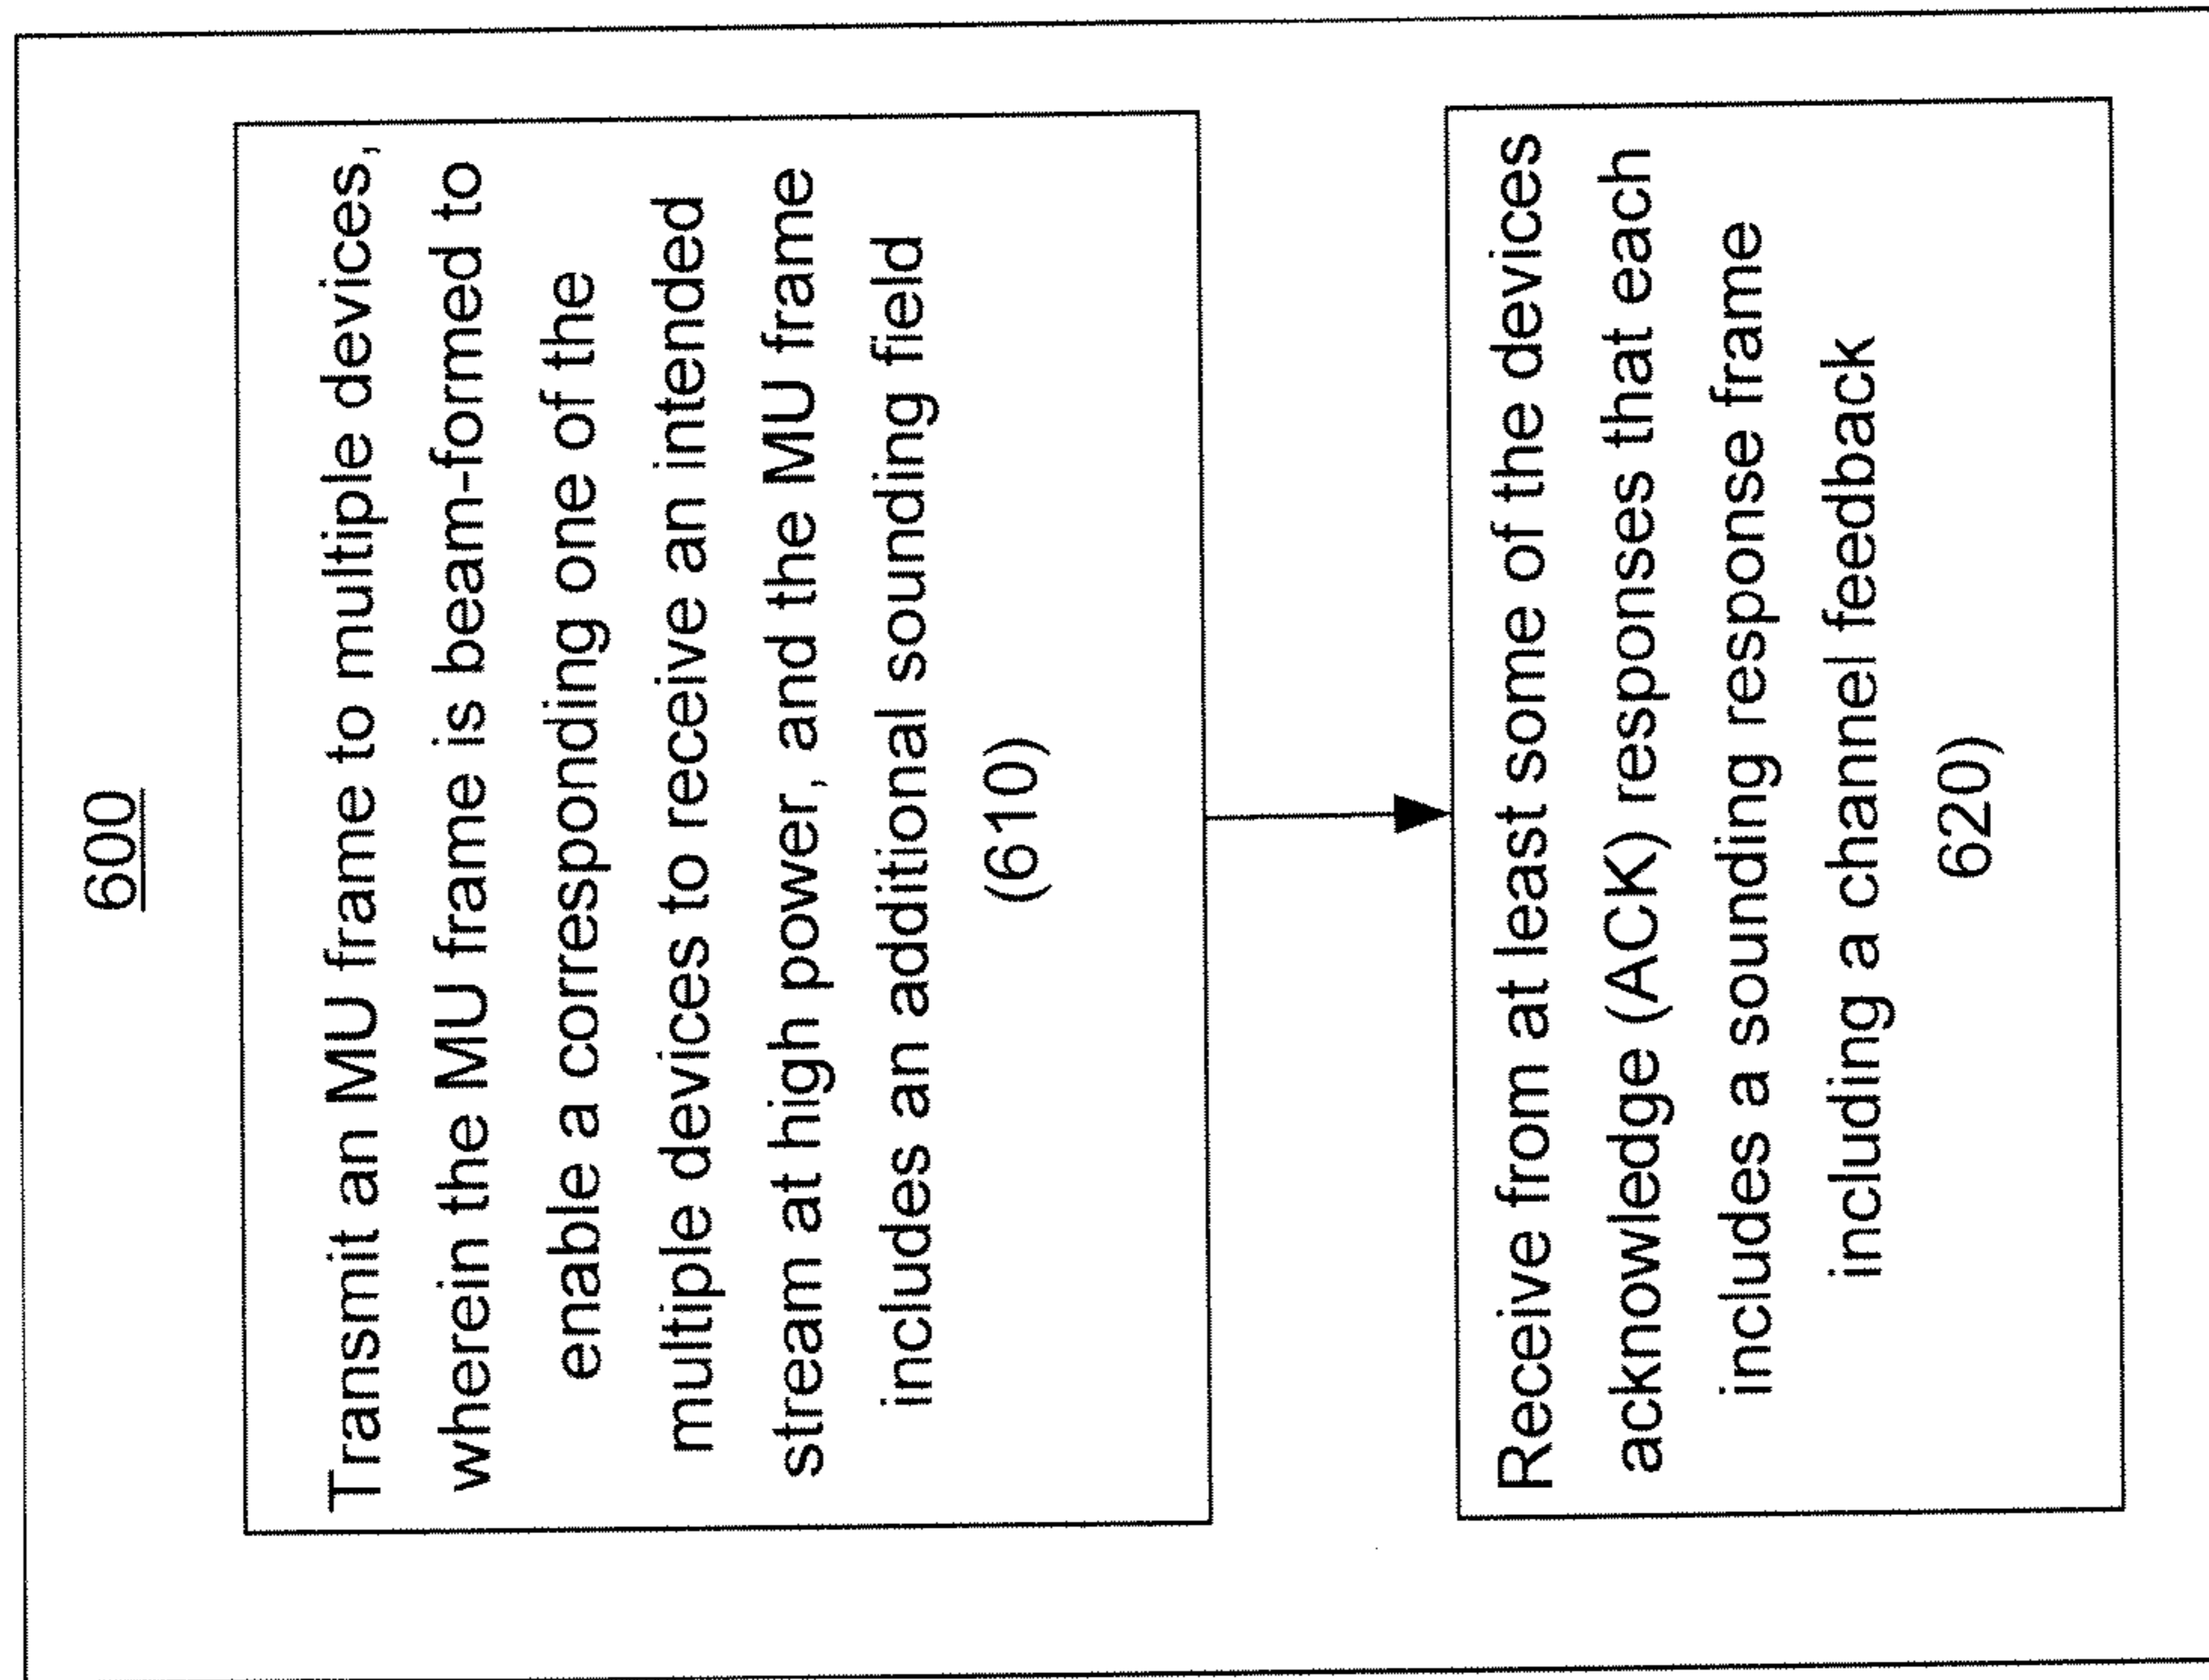 600
Transmit an MU frame to multiple devices,
wherein the MU frame is beam-formed to
enable a corresponding one of the
multiple devices to receive an intended
stream at high power, and the MU frame
includes an additional sounding field
(610)
Receive from at least some of the devices
acknowledge (ACK) responses that each
includes a sounding response frame
including a channel feedback
620)